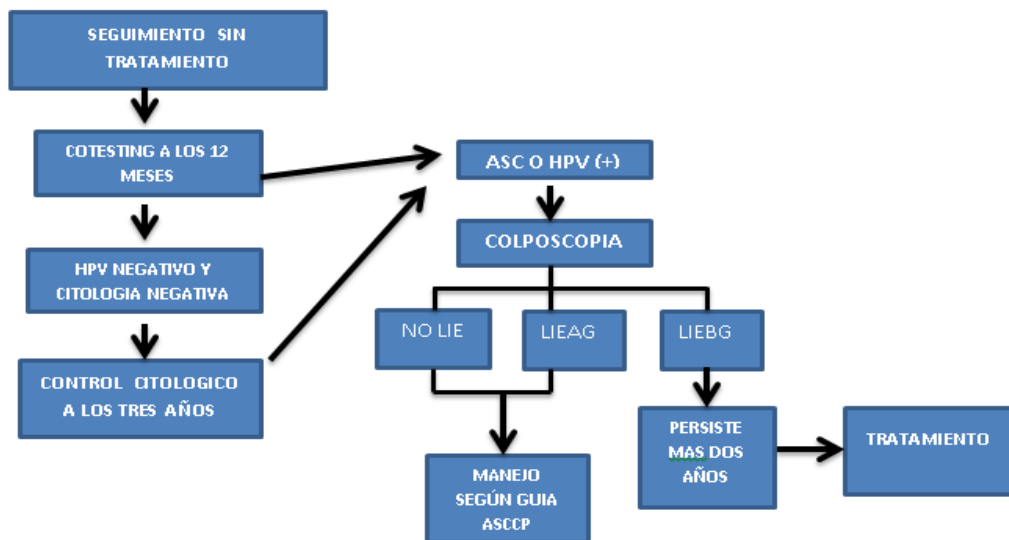 SEGUIMIENTO SIN
TRATAMIENTO
COTESTING A LOS 12
MESES
HPV NEGATIVO Y
CITOLOGIA NEGATIVA
CONTROL CITOLOGICO
A LOS TRES AÑOS
ASC O HPV (+)
COLPOSCOPIA
NO LIE
LIEAG
LIEBG
MANEJO
SEGÚN GUIA
ASCCP
PERSISTE
MAS DOS
AÑOS
TRATAMIENTO